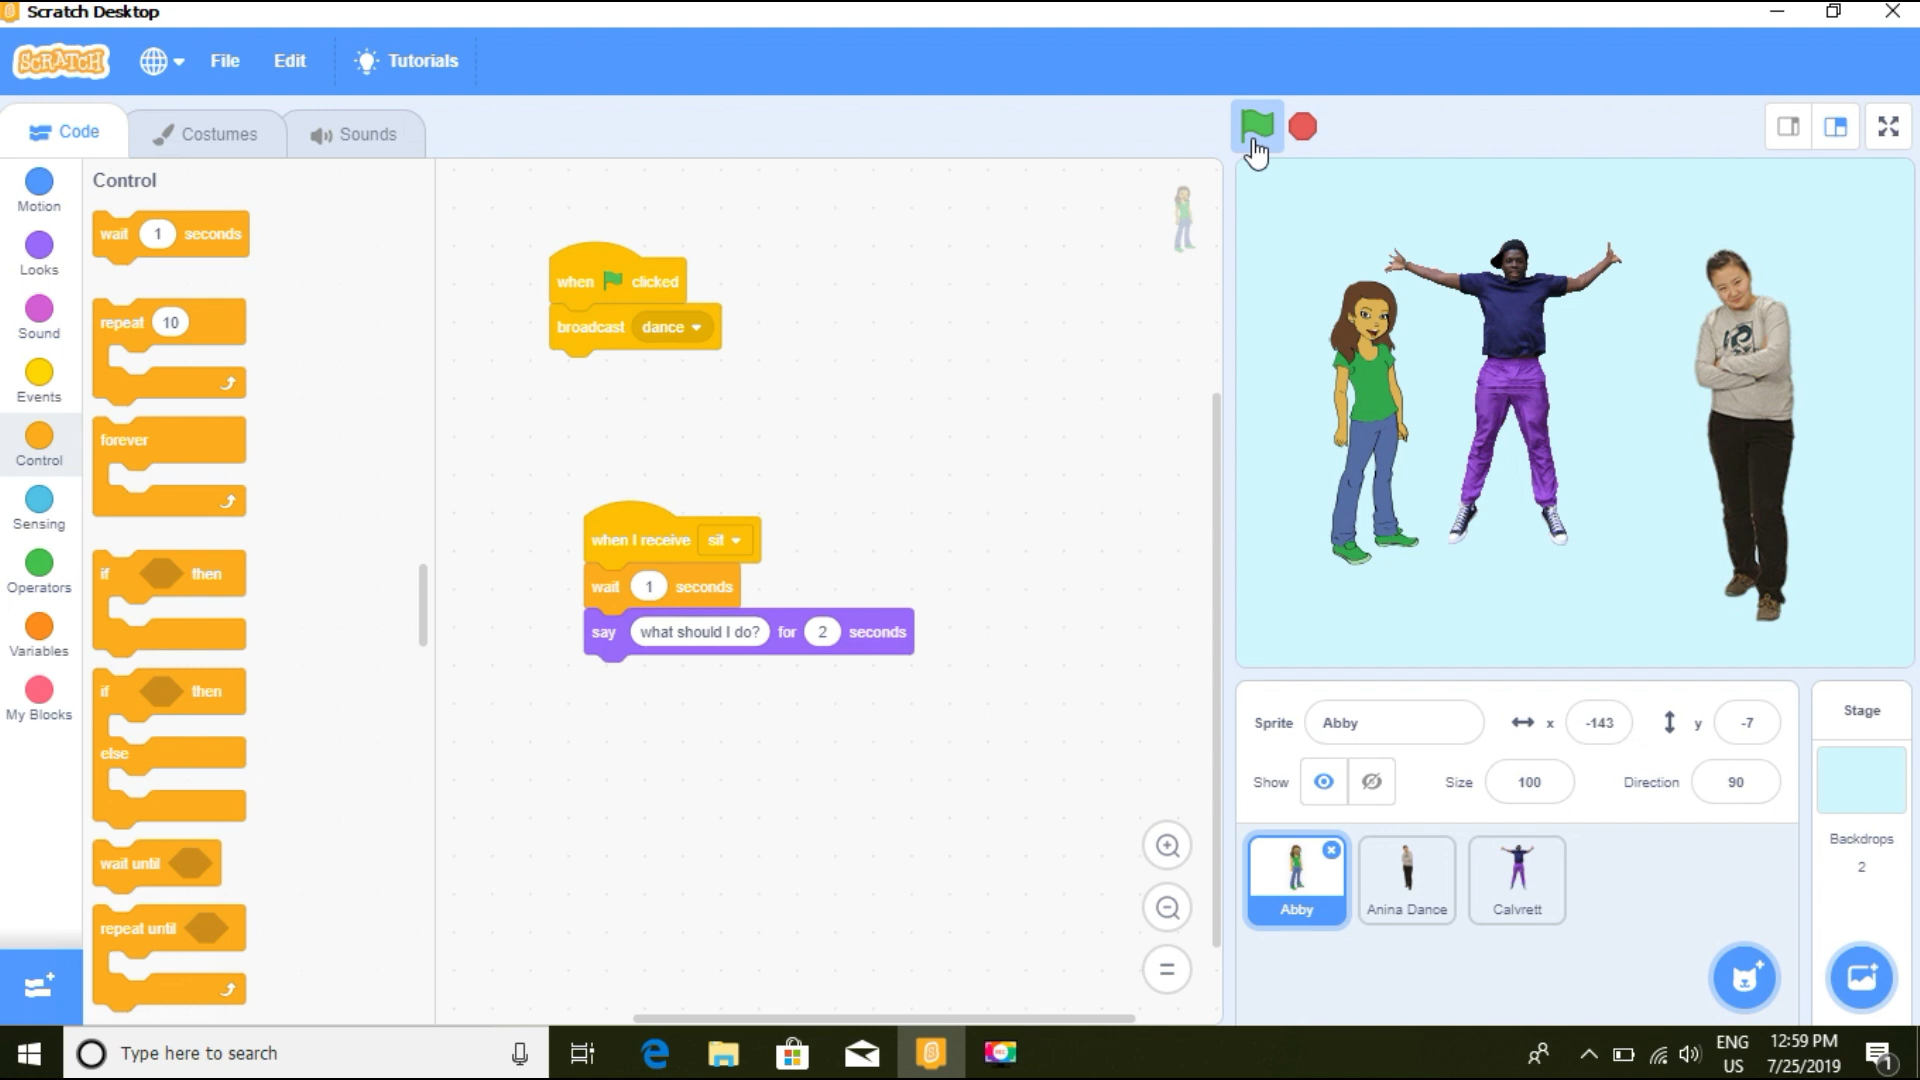 Scratch Desktop
SCRATCH
File
Edit
Tutorials
Code
Costumes
Sounds
Motion
Looks
Sound
Events
Control
Sensing
Operators
Variables
My Blocks
Control
wait 1 seconds
repeat 10
forever
if then
if then
else
wait until
repeat until
when clicked
broadcast dance
when I receive sit
wait 1 seconds
say what should I do? for 2 seconds
Sprite Abby x -143 y -7
Show Size 100 Direction 90
Abby
Anina Dance
Calvrett
Stage
Backdrops
2
Type here to search
ENG
US
12:59 PM
7/25/2019
1